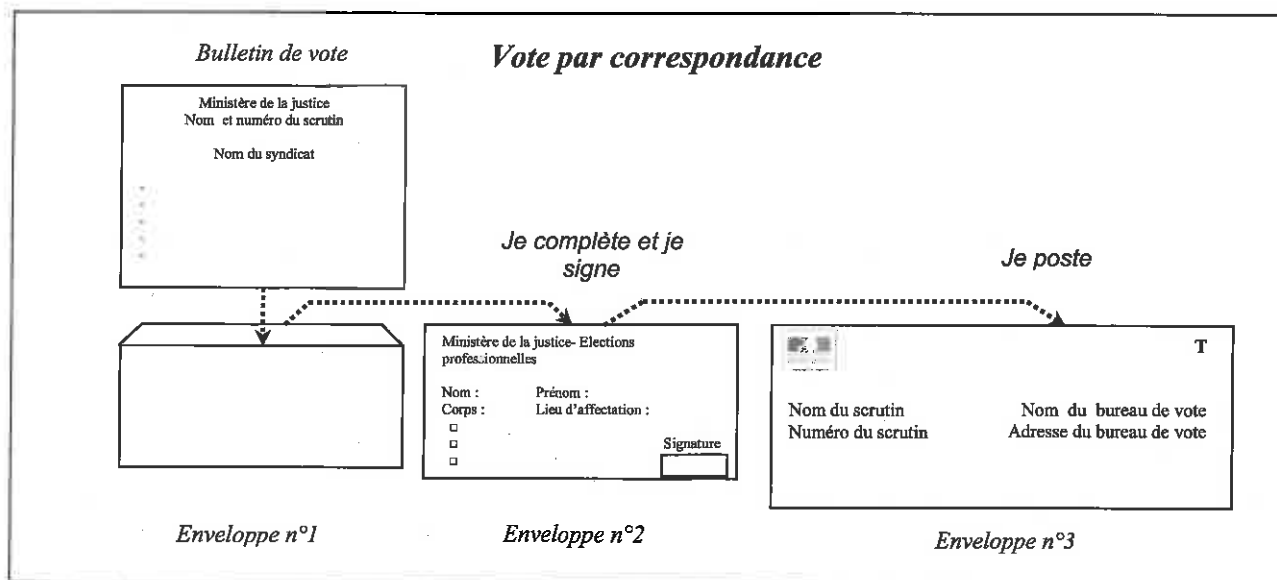 Bulletin de vote
Vote par correspondance
Ministère de la justice
Nom et numéro du scrutin
Nom du syndicat
Je complète et je
signe
Je poste
Ministère de la justice- Elections
professionnelles
Nom :
Prénom :
Corps :
Lieu d'affectation :
Signature
T
Nom du scrutin
Nom du bureau de vote
Numéro du scrutin
Adresse du bureau de vote
Enveloppe n°1
Enveloppe n°2
Enveloppe n°3